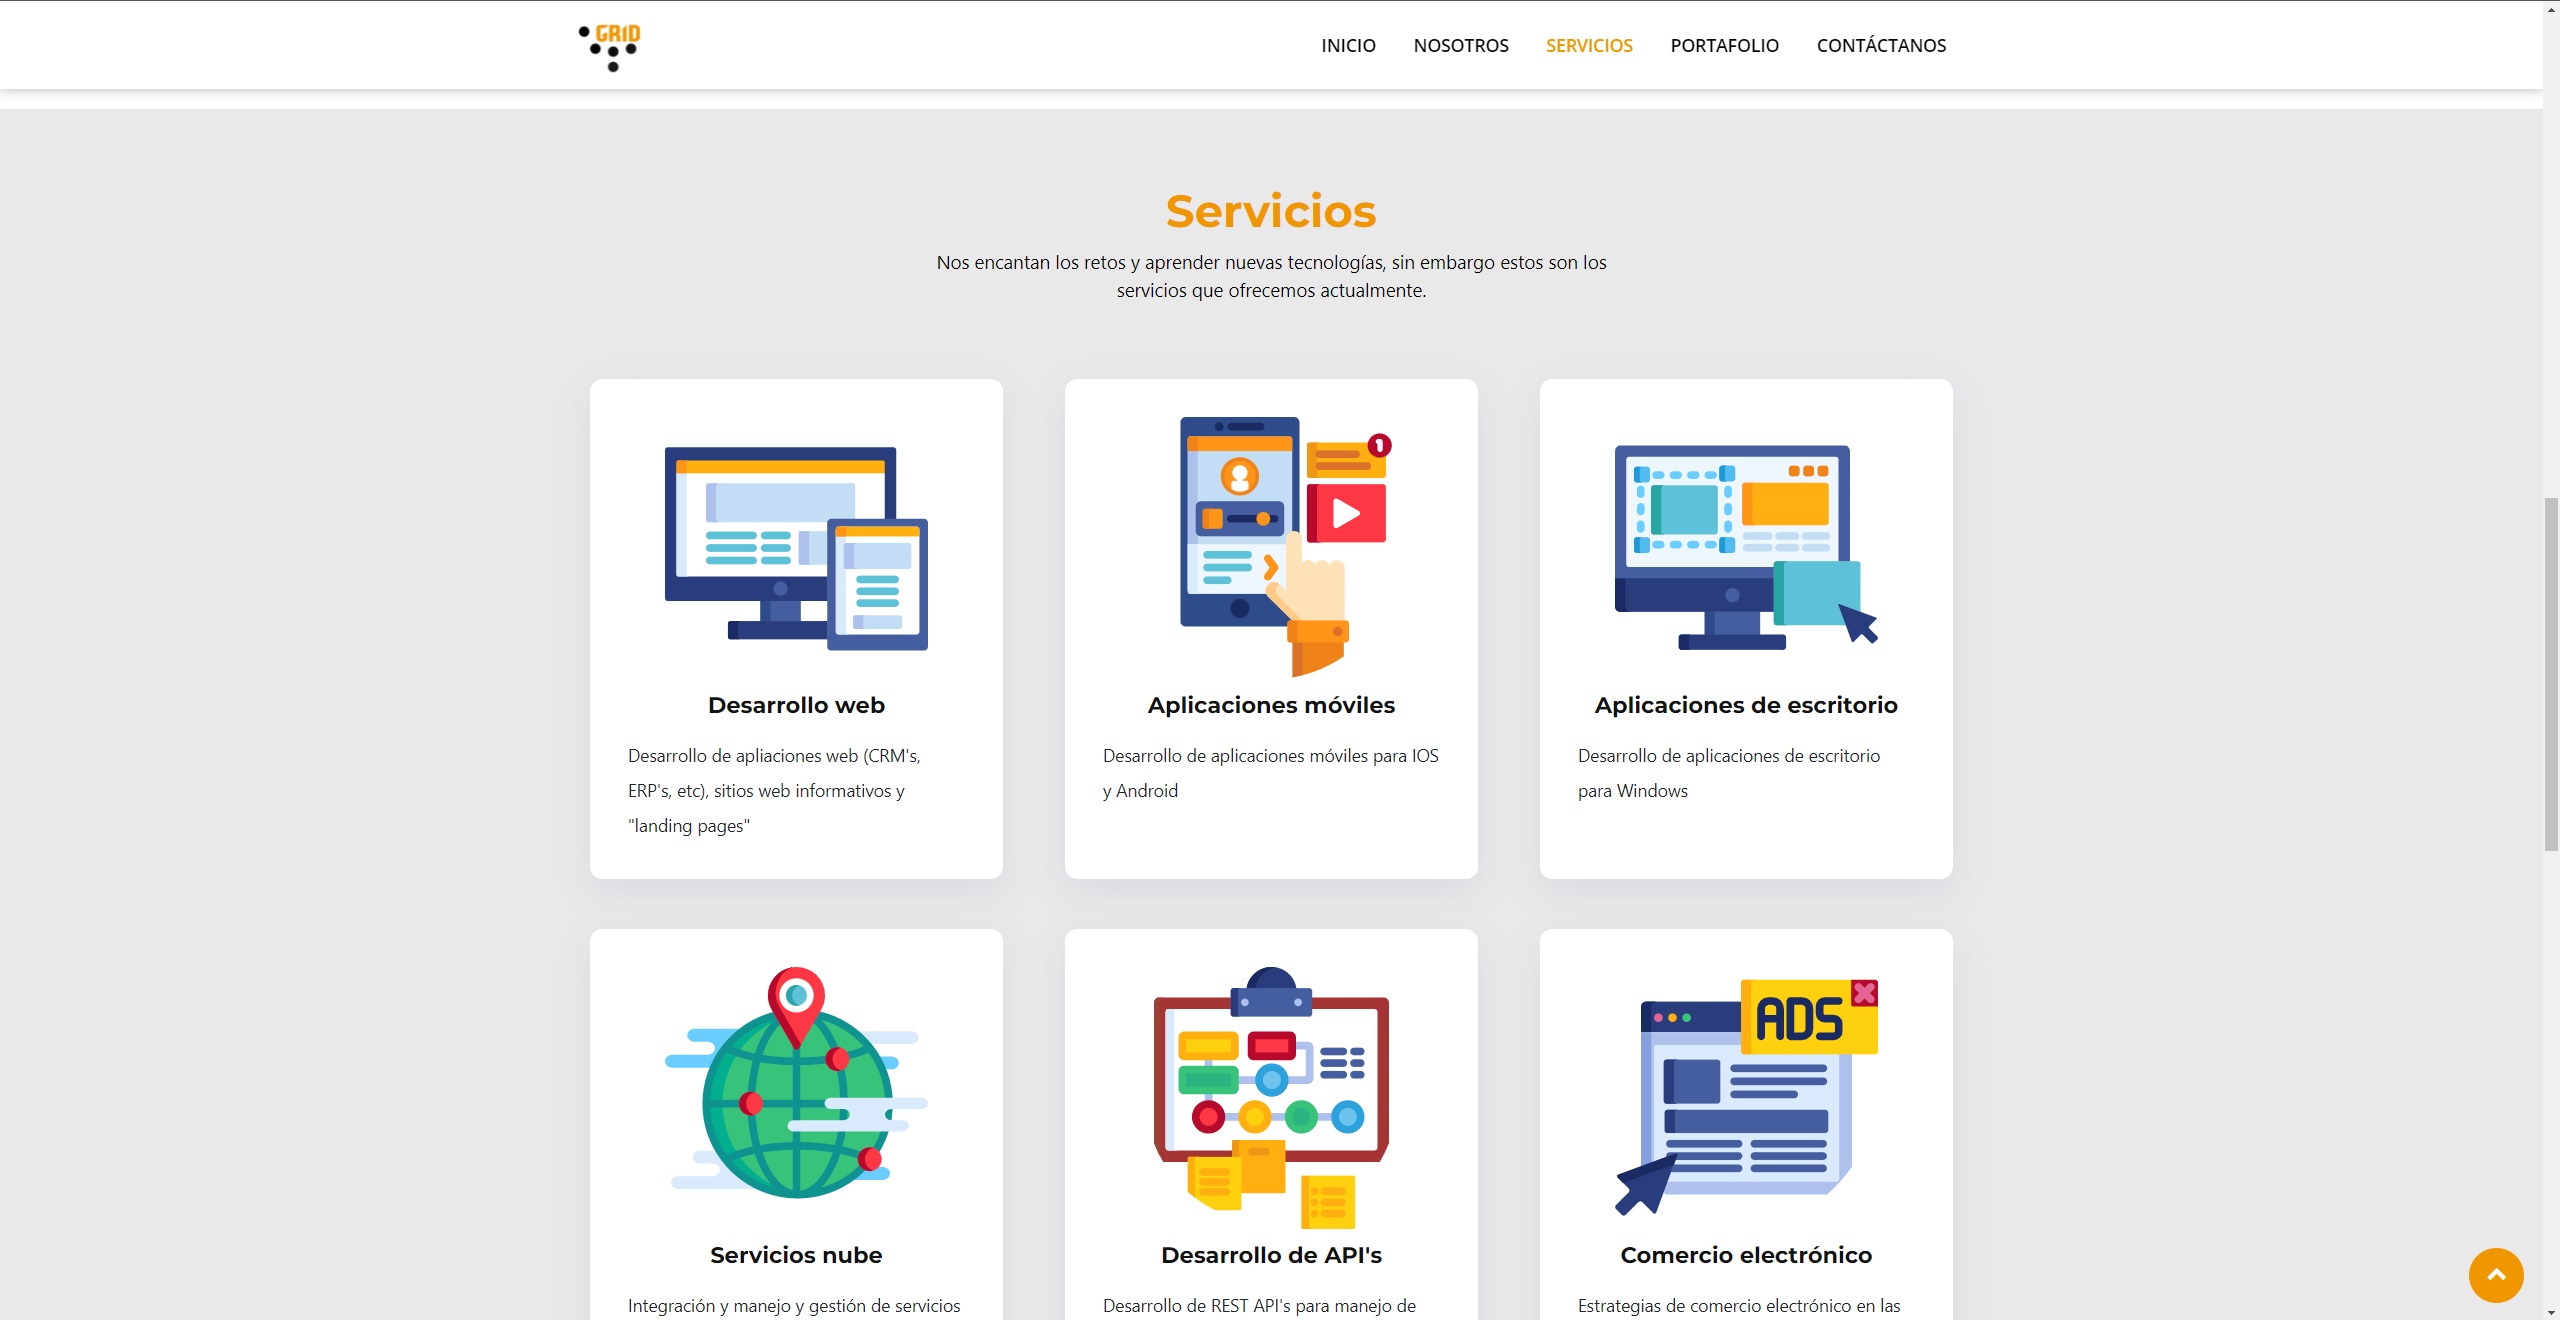 GRID
INICIO NOSOTROS SERVICIOS PORTAFOLIO CONTÁCTANOS
Servicios
Nos encantan los retos y aprender nuevas tecnologías, sin embargo estos son los
servicios que ofrecemos actualmente.
1
Desarrollo web
Desarrollo de apliaciones web (CRM's,
ERP's, etc), sitios web informativos y
"landing pages"
Aplicaciones móviles
Desarrollo de aplicaciones móviles para IOS
y Android
Aplicaciones de escritorio
Desarrollo de aplicaciones de escritorio
para Windows
ADS
Servicios nube
Integración y manejo y gestión de servicios
Desarrollo de API's
Desarrollo de REST API's para manejo de
Comercio electrónico
Estrategias de comercio electrónico en las